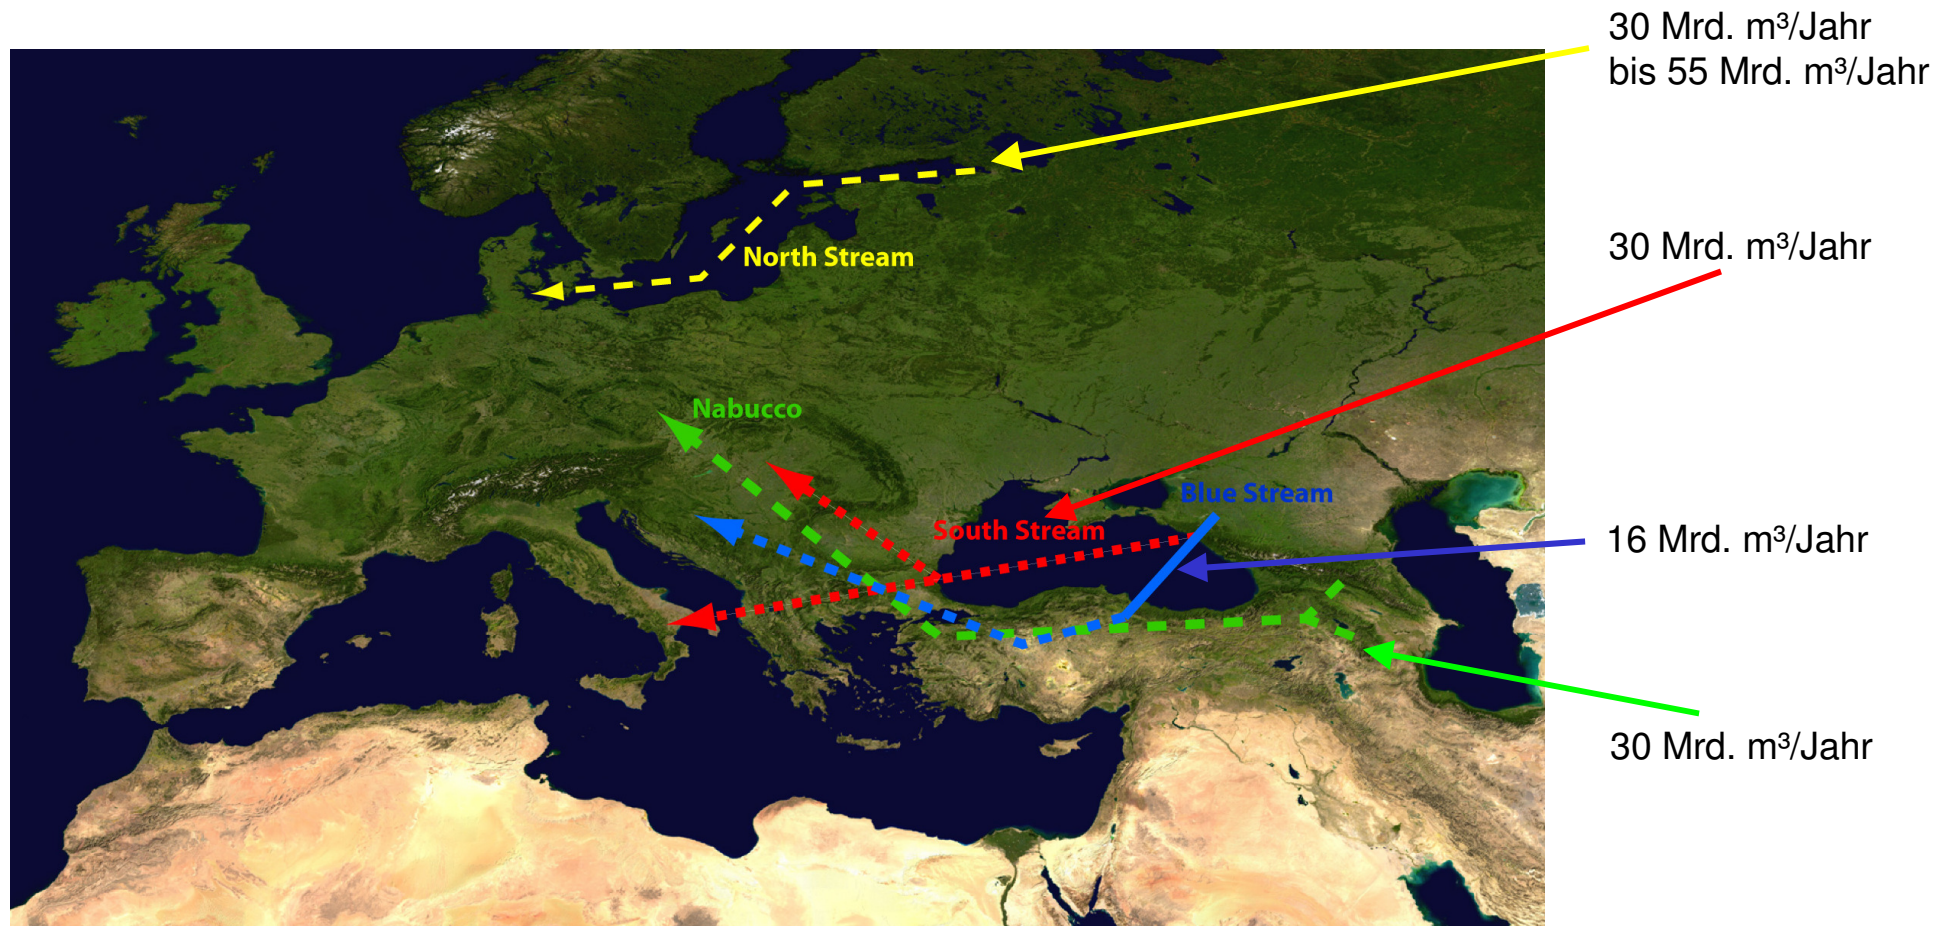 30 Mrd. m³/Jahr
bis 55 Mrd. m³/Jahr
30 Mrd. m³/Jahr
North Stream
Nabucco
Blue Stream
South Stream
16 Mrd. m³/Jahr
30 Mrd. m³/Jahr